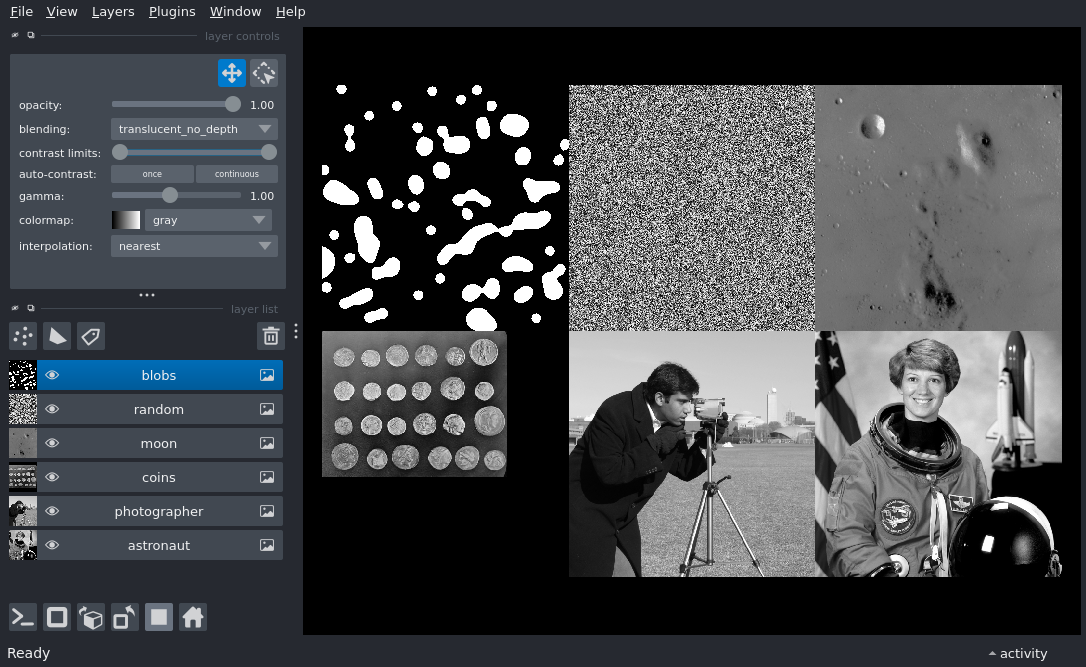 File View Layers Plugins Window Help
layer controls
opacity: 1.00
blending: translucent_no_depth
contrast limits:
auto-contrast: once continuous
gamma: 1.00
colormap: gray
interpolation: nearest
layer list
blobs
random
moon
coins
photographer
astronaut
Ready
activity